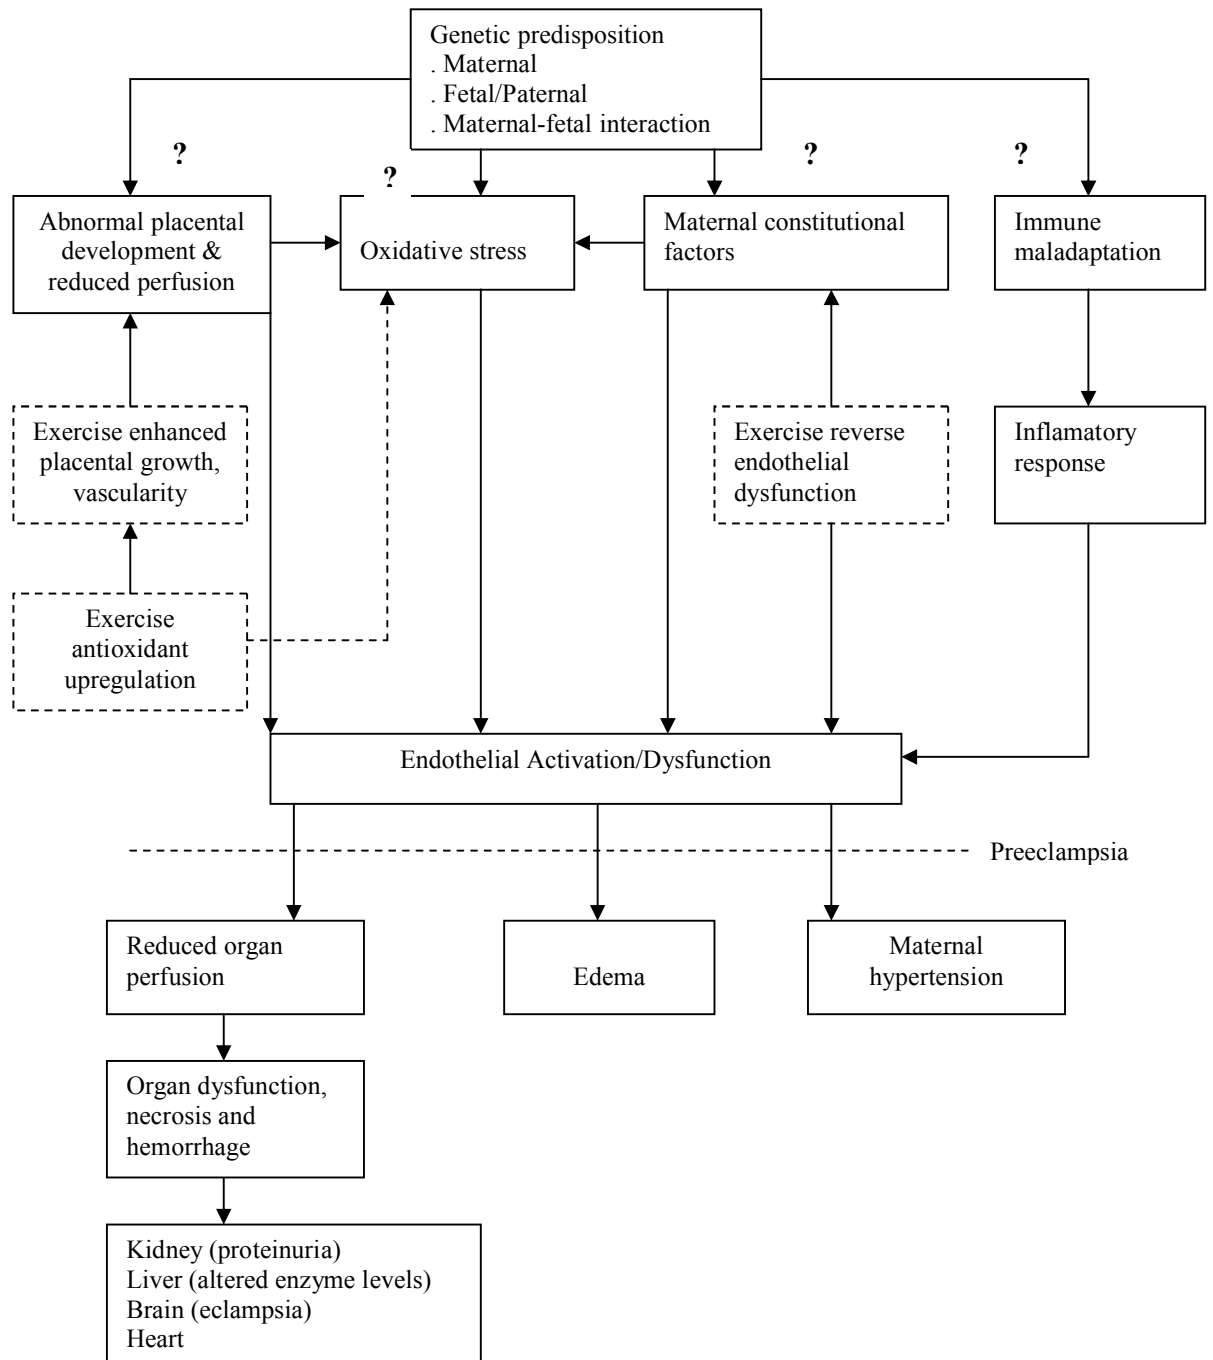 Genetic predisposition
. Maternal
. Fetal/Paternal
. Maternal-fetal interaction
?
?
?
?
Abnormal placental
development &
reduced perfusion
Oxidative stress
Maternal constitutional
factors
Immune
maladaptation
Exercise enhanced
placental growth,
vascularity
Exercise reverse
endothelial
dysfunction
Inflamatory
response
Exercise
antioxidant
upregulation
Endothelial Activation/Dysfunction
Preeclampsia
Reduced organ
perfusion
Edema
Maternal
hypertension
Organ dysfunction,
necrosis and
hemorrhage
Kidney (proteinuria)
Liver (altered enzyme levels)
Brain (eclampsia)
Heart